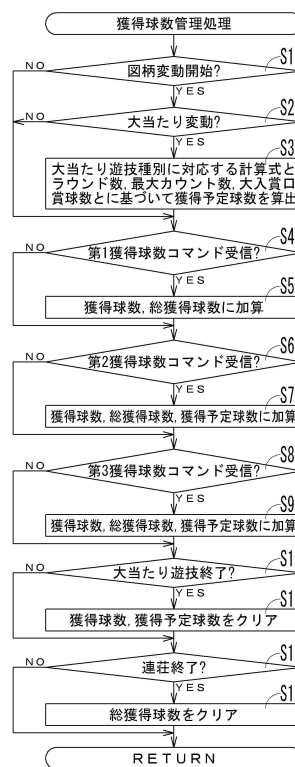 獲得球数管理処理
S1
図柄変動開始?
NO
YES
S2
大当たり変動?
NO
YES
S3
大当たり遊技種別に対応する計算式と
ラウンド数,最大カウント数,大入賞口
賞球数とに基づいて獲得予定球数を算出
S4
第1獲得球数コマンド受信?
NO
YES
S5
獲得球数,総獲得球数に加算
S6
第2獲得球数コマンド受信?
NO
YES
S7
獲得球数,総獲得球数,獲得予定球数に加算
S8
第3獲得球数コマンド受信?
NO
YES
S9
獲得球数,総獲得球数,獲得予定球数に加算
S1
大当たり遊技終了?
NO
YES
S1
獲得球数,獲得予定球数をクリア
S1
連荘終了?
NO
YES
S1
総獲得球数をクリア
RETURN